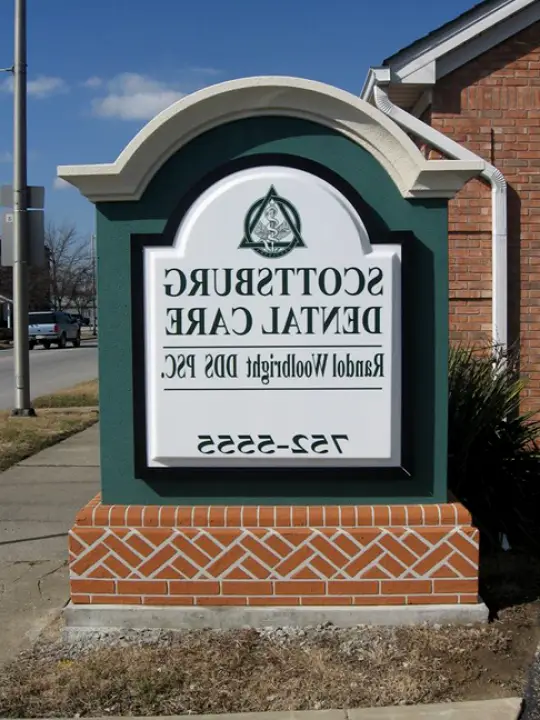 SCOTTSBURG
DENTAL CARE
Randol Woolbright DDS PSC.
752-5555